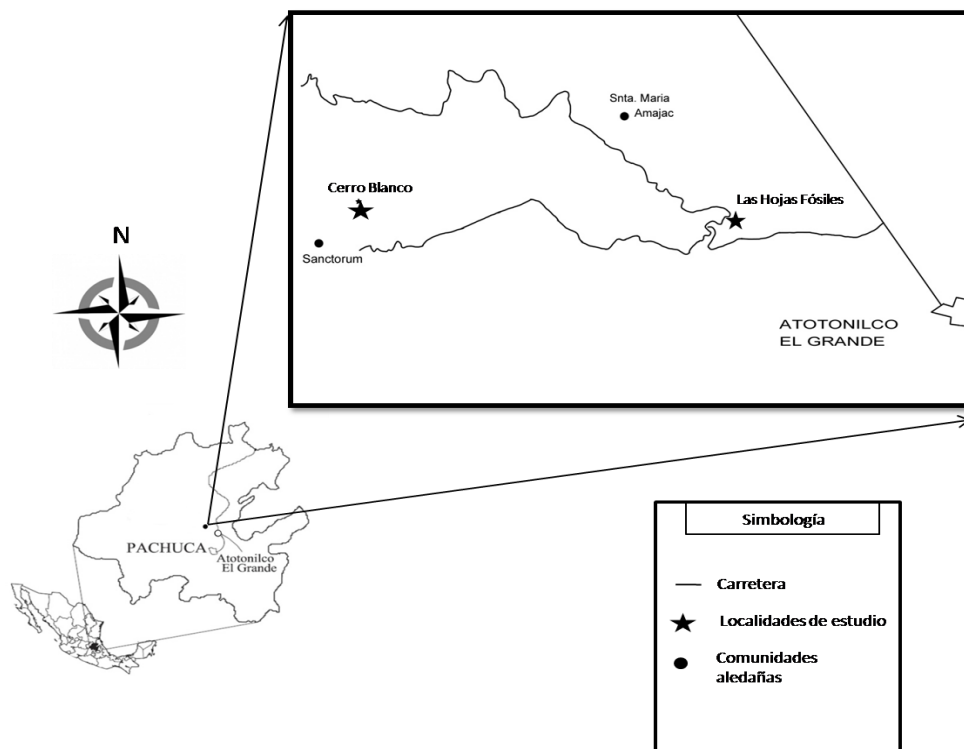 Snta. Maria
Amajac
Cerro Blanco
Las Hojas Fósiles
Sanctorum
N
ATOTONILCO
EL GRANDE
PACHUCA
Atotonilco
El Grande
Simbología
Carretera
Localidades de estudio
Comunidades
aledañas